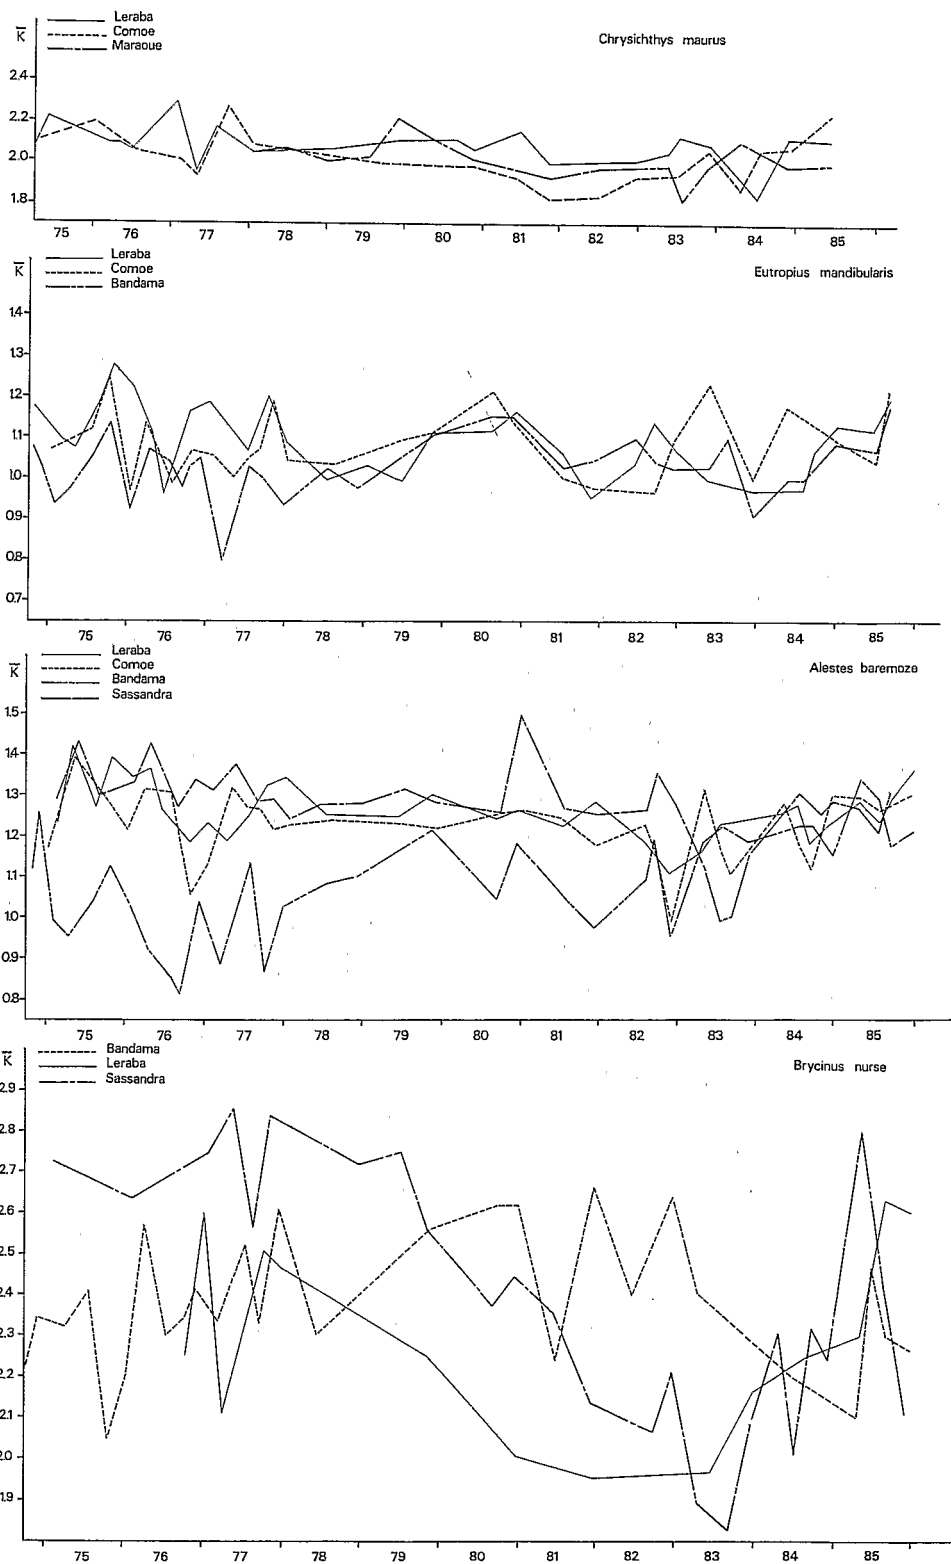 K̅
Leraba
Comoe
Maraoue
Chrysichthys maurus
2.4
2.2
2.0
1.8
75 76 77 78 79 80 81 82 83 84 85
K̅
Leraba
Comoe
Bandama
Eutropius mandibularis
1.4
1.3
1.2
1.1
1.0
0.9
0.8
0.7
75 76 77 78 79 80 81 82 83 84 85
K̅
Leraba
Comoe
Bandama
Sassandra
Alestes baremoze
1.5
1.4
1.3
1.2
1.1
1.0
0.9
0.8
75 76 77 78 79 80 81 82 83 84 85
K̅
Bandama
Leraba
Sassandra
Brycinus nurse
2.9
2.8
2.7
2.6
2.5
2.4
2.3
2.2
2.1
2.0
1.9
75 76 77 78 79 80 81 82 83 84 85